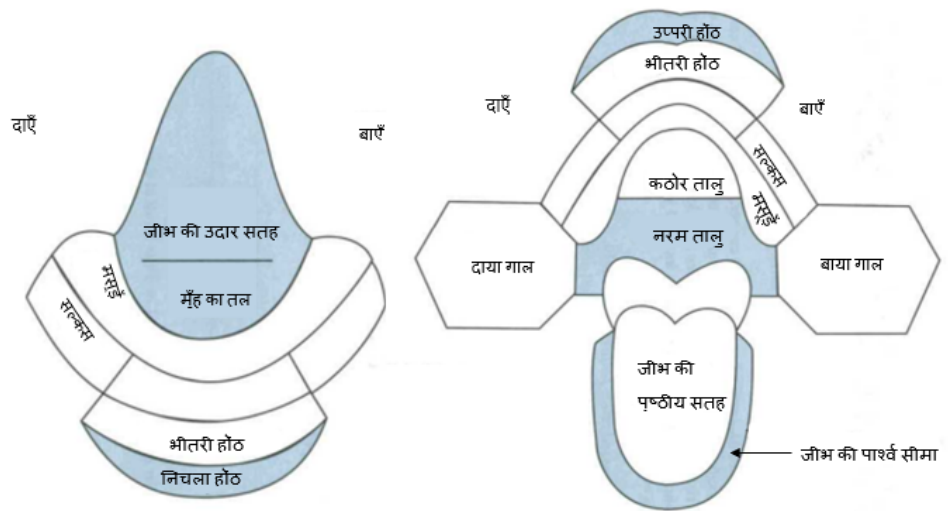 दाएँ
बाएँ
जीभ की उदार सतह
मुँह का तल
मसूड़ें
सल्कस
भीतरी होंठ
निचला होंठ
उप्परी होंठ
भीतरी होंठ
दाएँ
बाएँ
सल्कस
मसूड़ें
कठोर तालु
नरम तालु
दाया गाल
बाया गाल
जीभ की
पृष्ठीय सतह
जीभ की पार्श्व सीमा